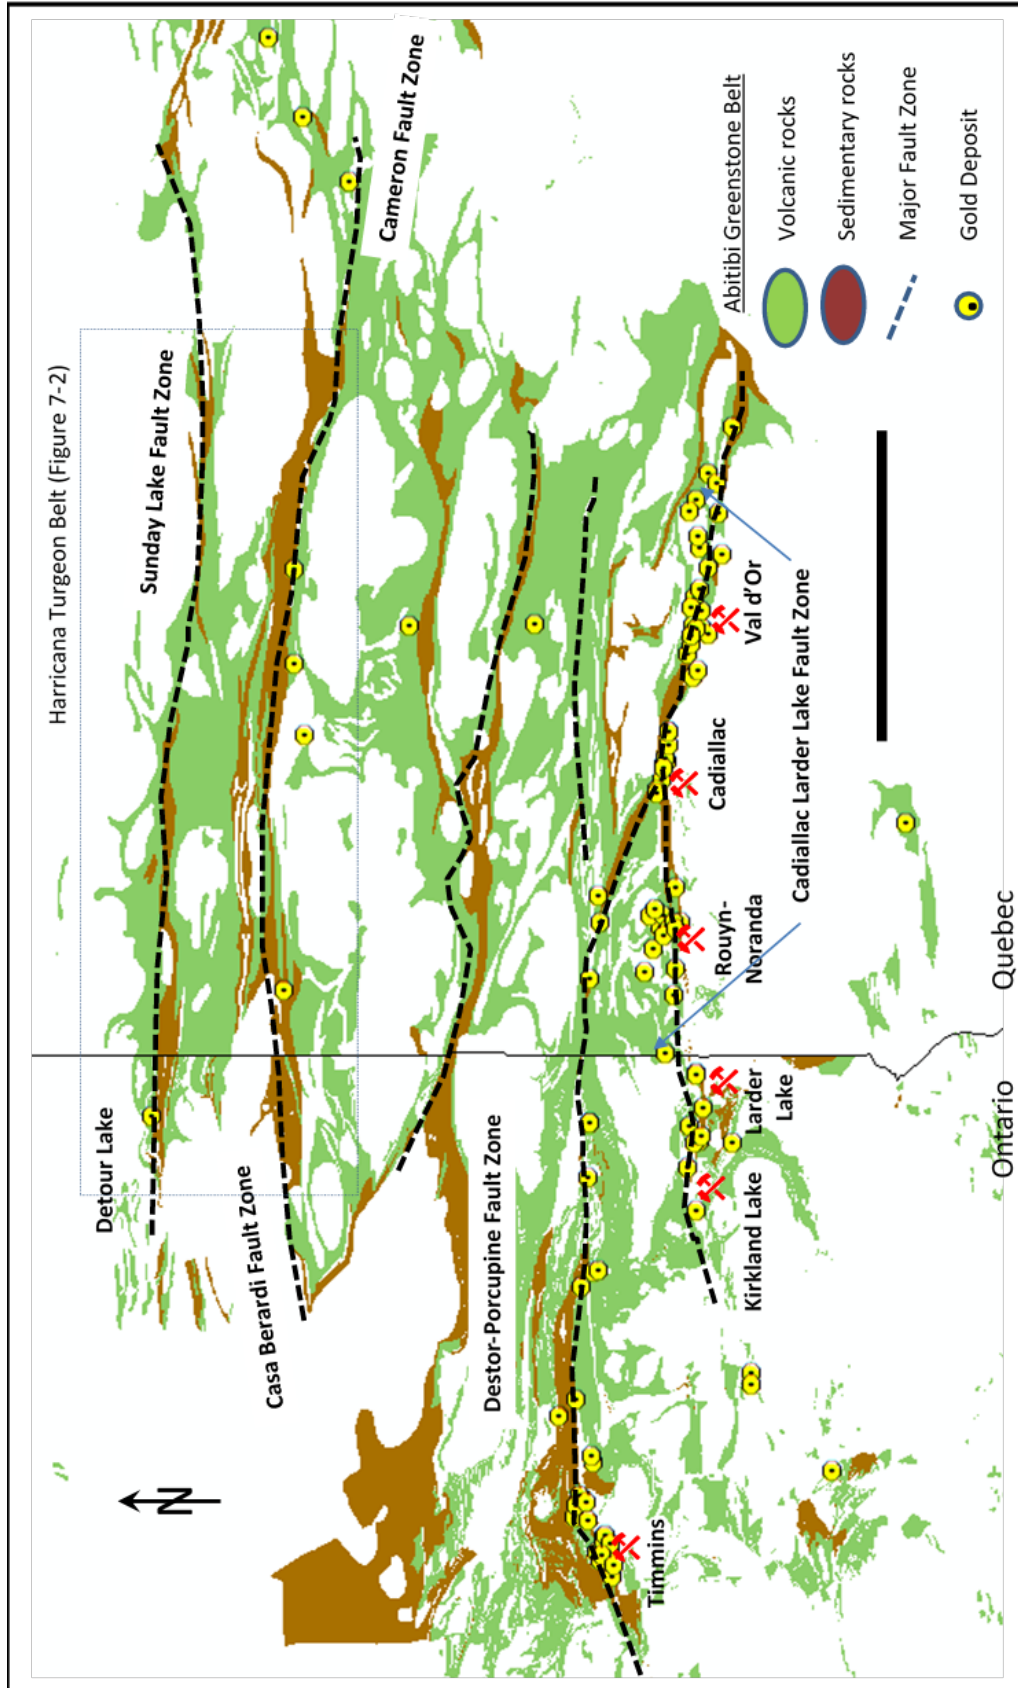 Harricana Turgeon Belt (Figure 7-2)
Detour Lake
Sunday Lake Fault Zone
Casa Berardi Fault Zone
Cameron Fault Zone
N
Destor-Porcupine Fault Zone
Timmins
Kirkland Lake
Larder
Lake
Rouyn-
Noranda
Cadiallac
Val d'Or
Cadiallac Larder Lake Fault Zone
Ontario
Quebec
Abitibi Greenstone Belt
Volcanic rocks
Sedimentary rocks
Major Fault Zone
Gold Deposit